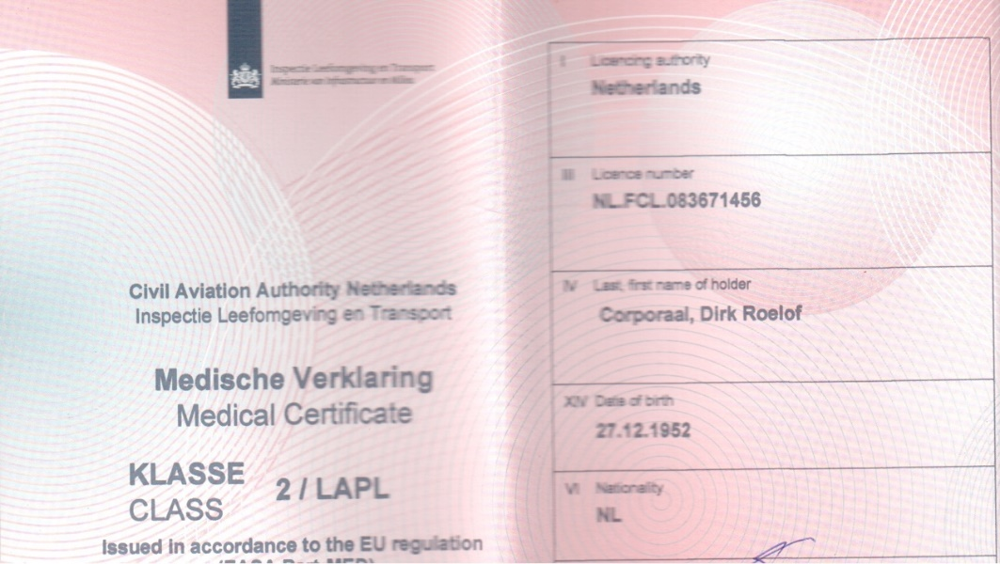 Inspectie Leefomgeving en Transport
Ministerie van Infrastructuur en Milieu
Civil Aviation Authority Netherlands
Inspectie Leefomgeving en Transport
Medische Verklaring
Medical Certificate
KLASSE
CLASS
2 / LAPL
Issued in accordance to the EU regulation
(EASA Part-MED)
I Licencing authority
Netherlands
III Licence number
NL.FCL.083671456
IV Last, first name of holder
Corporaal, Dirk Roelof
XIV Date of birth
27.12.1952
VI Nationality
NL